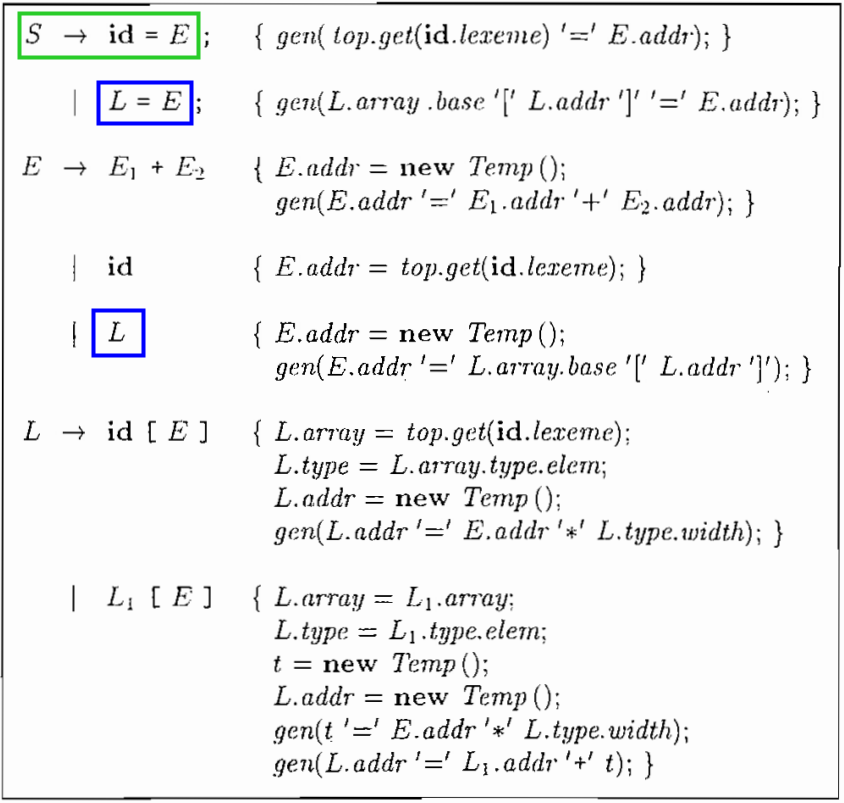 S → id = E ; { gen( top.get(id.lexeme) '=' E.addr); }
| L = E ; { gen(L.array.base '[' L.addr ']' '=' E.addr); }
E → E₁ + E₂ { E.addr = new Temp();
gen(E.addr '=' E₁.addr '+' E₂.addr); }
| id { E.addr = top.get(id.lexeme); }
| L { E.addr = new Temp();
gen(E.addr '=' L.array.base '[' L.addr ']'); }
L → id [ E ] { L.array = top.get(id.lexeme);
L.type = L.array.type.elem;
L.addr = new Temp();
gen(L.addr '=' E.addr '*' L.type.width); }
| L₁ [ E ] { L.array = L₁.array;
L.type = L₁.type.elem;
t = new Temp();
L.addr = new Temp();
gen(t '=' E.addr '*' L.type.width);
gen(L.addr '=' L₁.addr '+' t); }